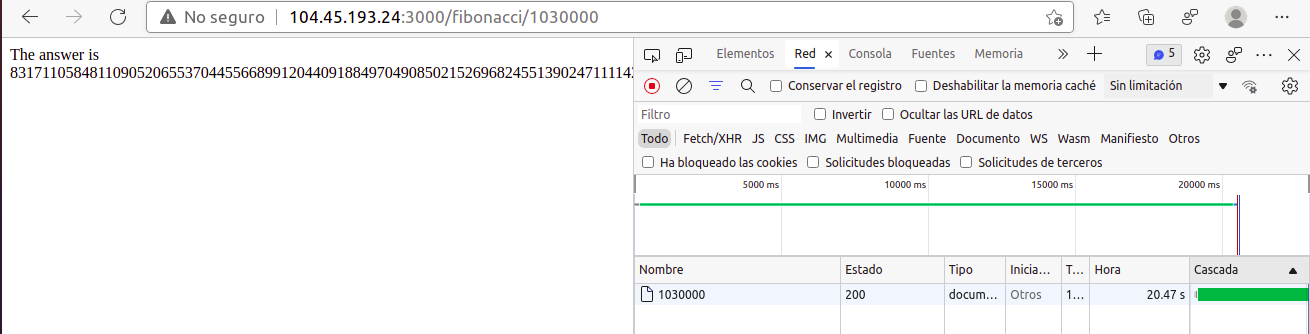 No seguro 104.45.193.24:3000/fibonacci/1030000
The answer is
Elementos Red Consola Fuentes Memoria 5
Conservar el registro Deshabilitar la memoria caché Sin limitación
Filtro Invertir Ocultar las URL de datos
Todo Fetch/XHR JS CSS IMG Multimedia Fuente Documento WS Wasm Manifiesto Otros
Ha bloqueado las cookies Solicitudes bloqueadas Solicitudes de terceros
5000 ms 10000 ms 15000 ms 20000 ms
Nombre Estado Tipo Inicia... T... Hora Cascada
1030000 200 docum... Otros 1... 20.47 s